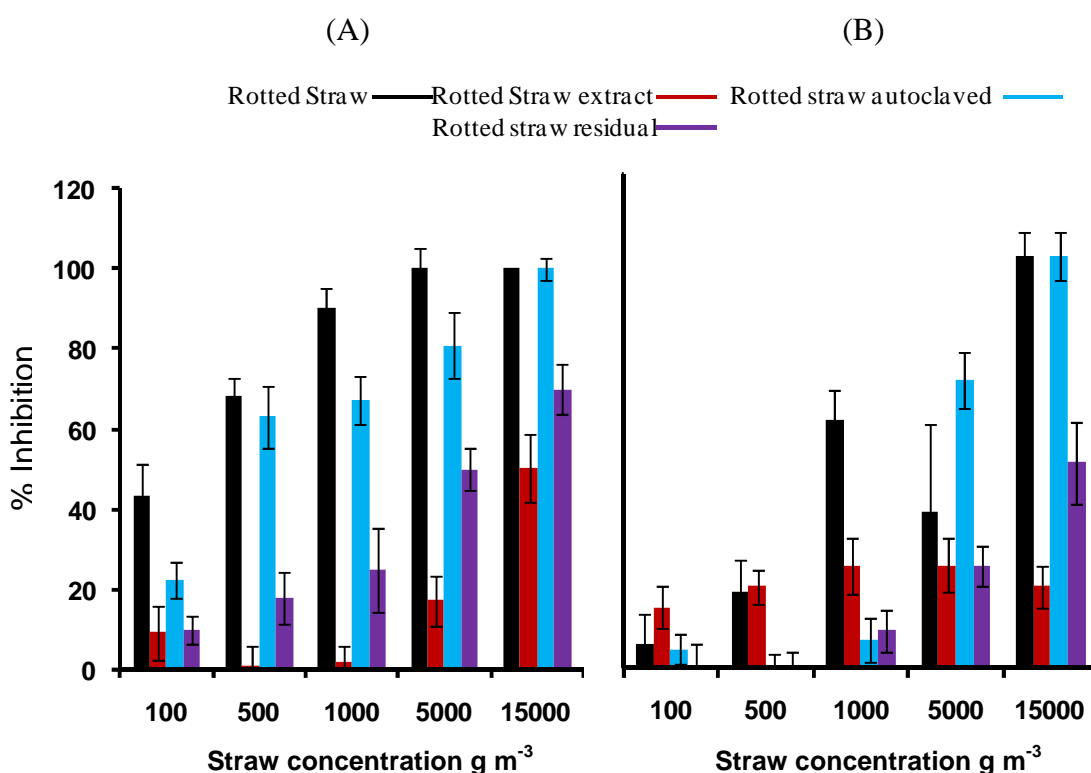 (A) (B)
Rotted Straw Rotted Straw extract Rotted straw autoclaved
Rotted straw residual
120
100
80
60
40
20
0
% Inhibition
100 500 1000 5000 15000 100 500 1000 5000 15000
Straw concentration g m⁻³ Straw concentration g m⁻³